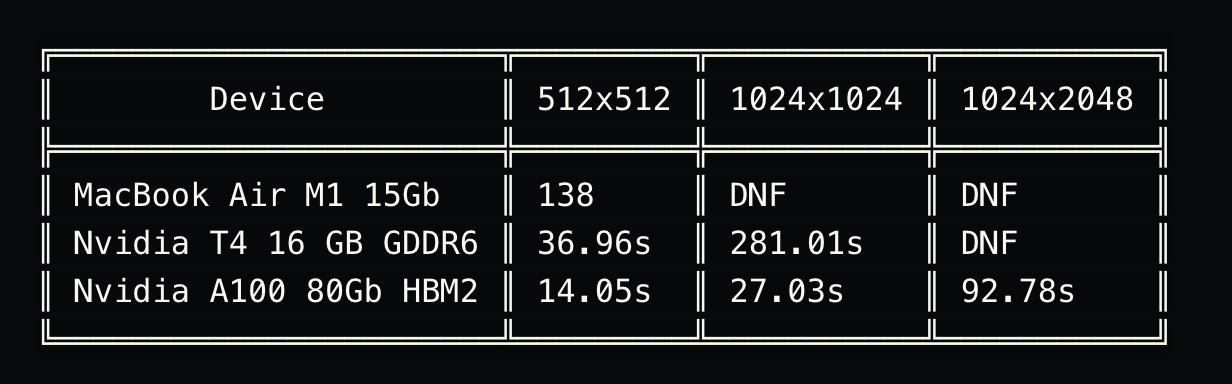 Device 512x512 1024x1024 1024x2048
MacBook Air M1 15Gb 138 DNF DNF
Nvidia T4 16 GB GDDR6 36.96s 281.01s DNF
Nvidia A100 80Gb HBM2 14.05s 27.03s 92.78s